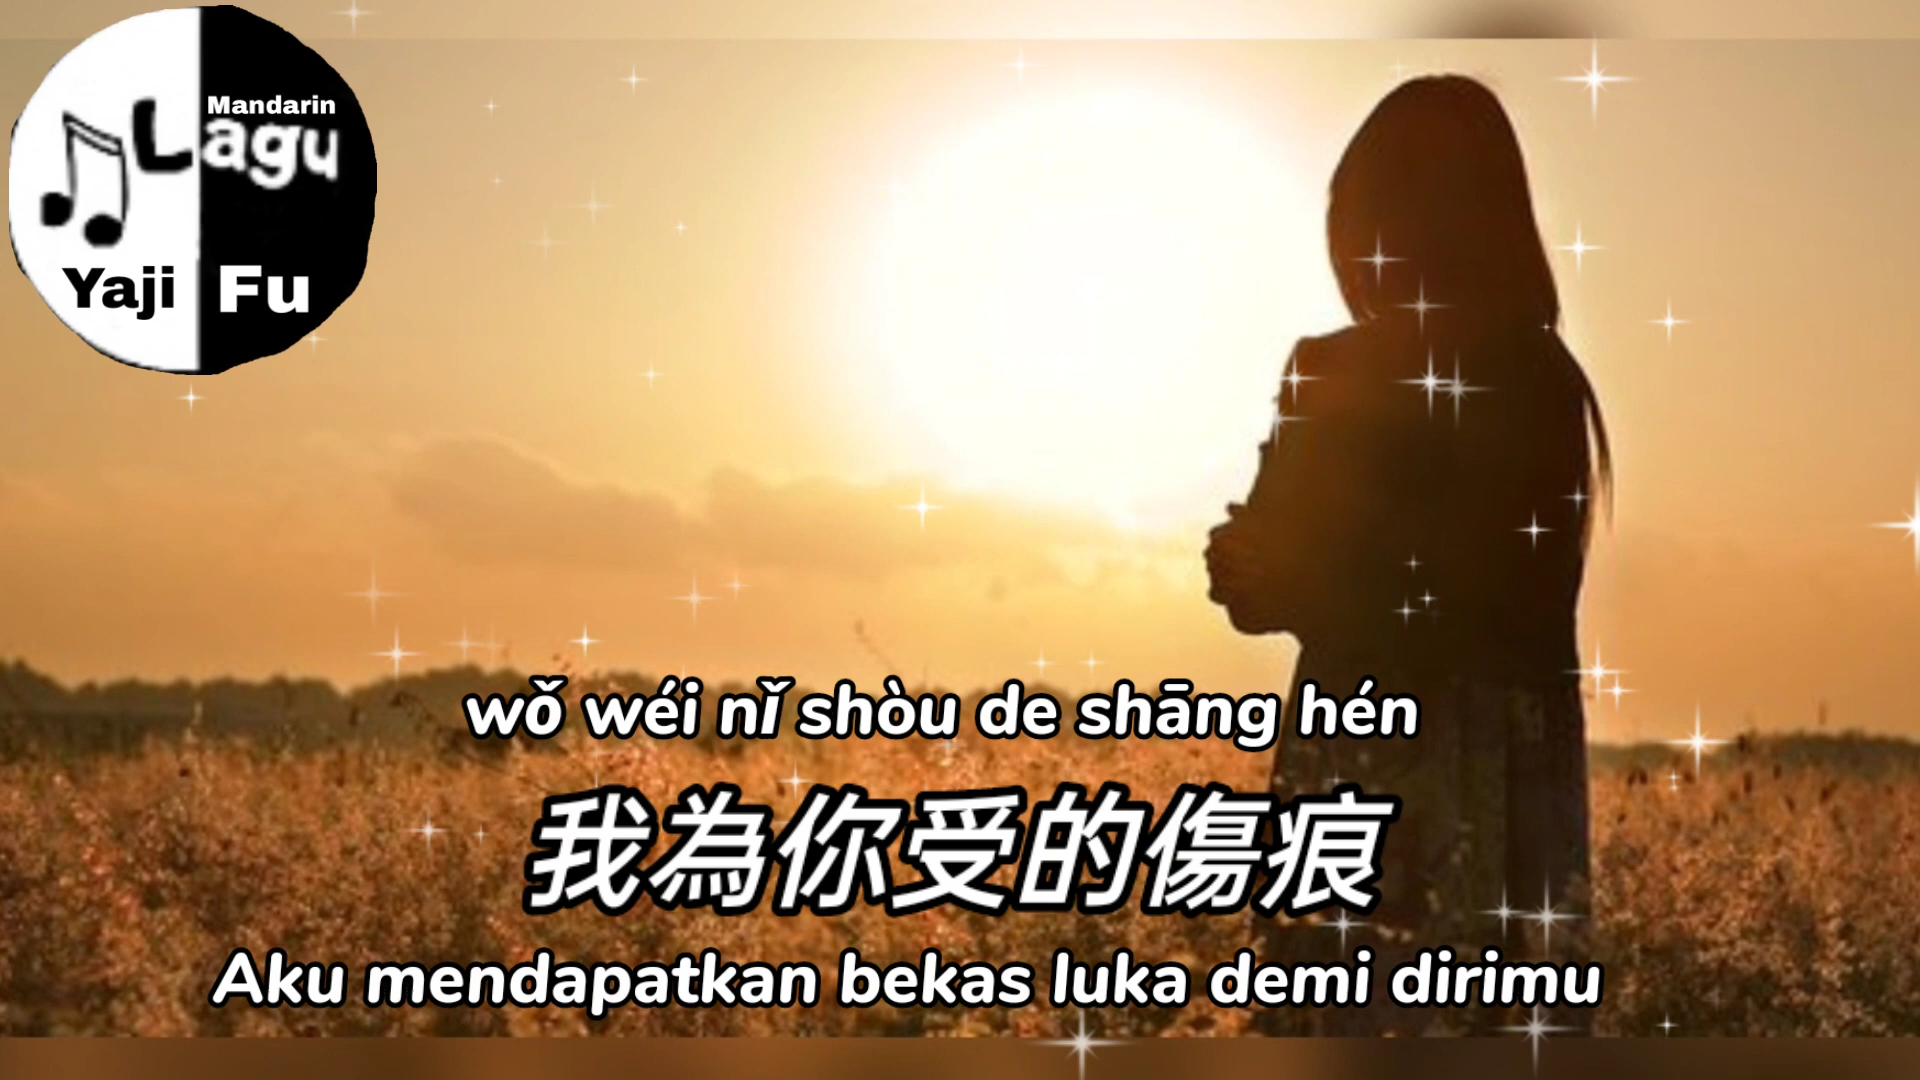 Mandarin
Lagu
Yaji Fu
wǒ wéi nǐ shòu de shāng hén
我為你受的傷痕
Aku mendapatkan bekas luka demi dirimu